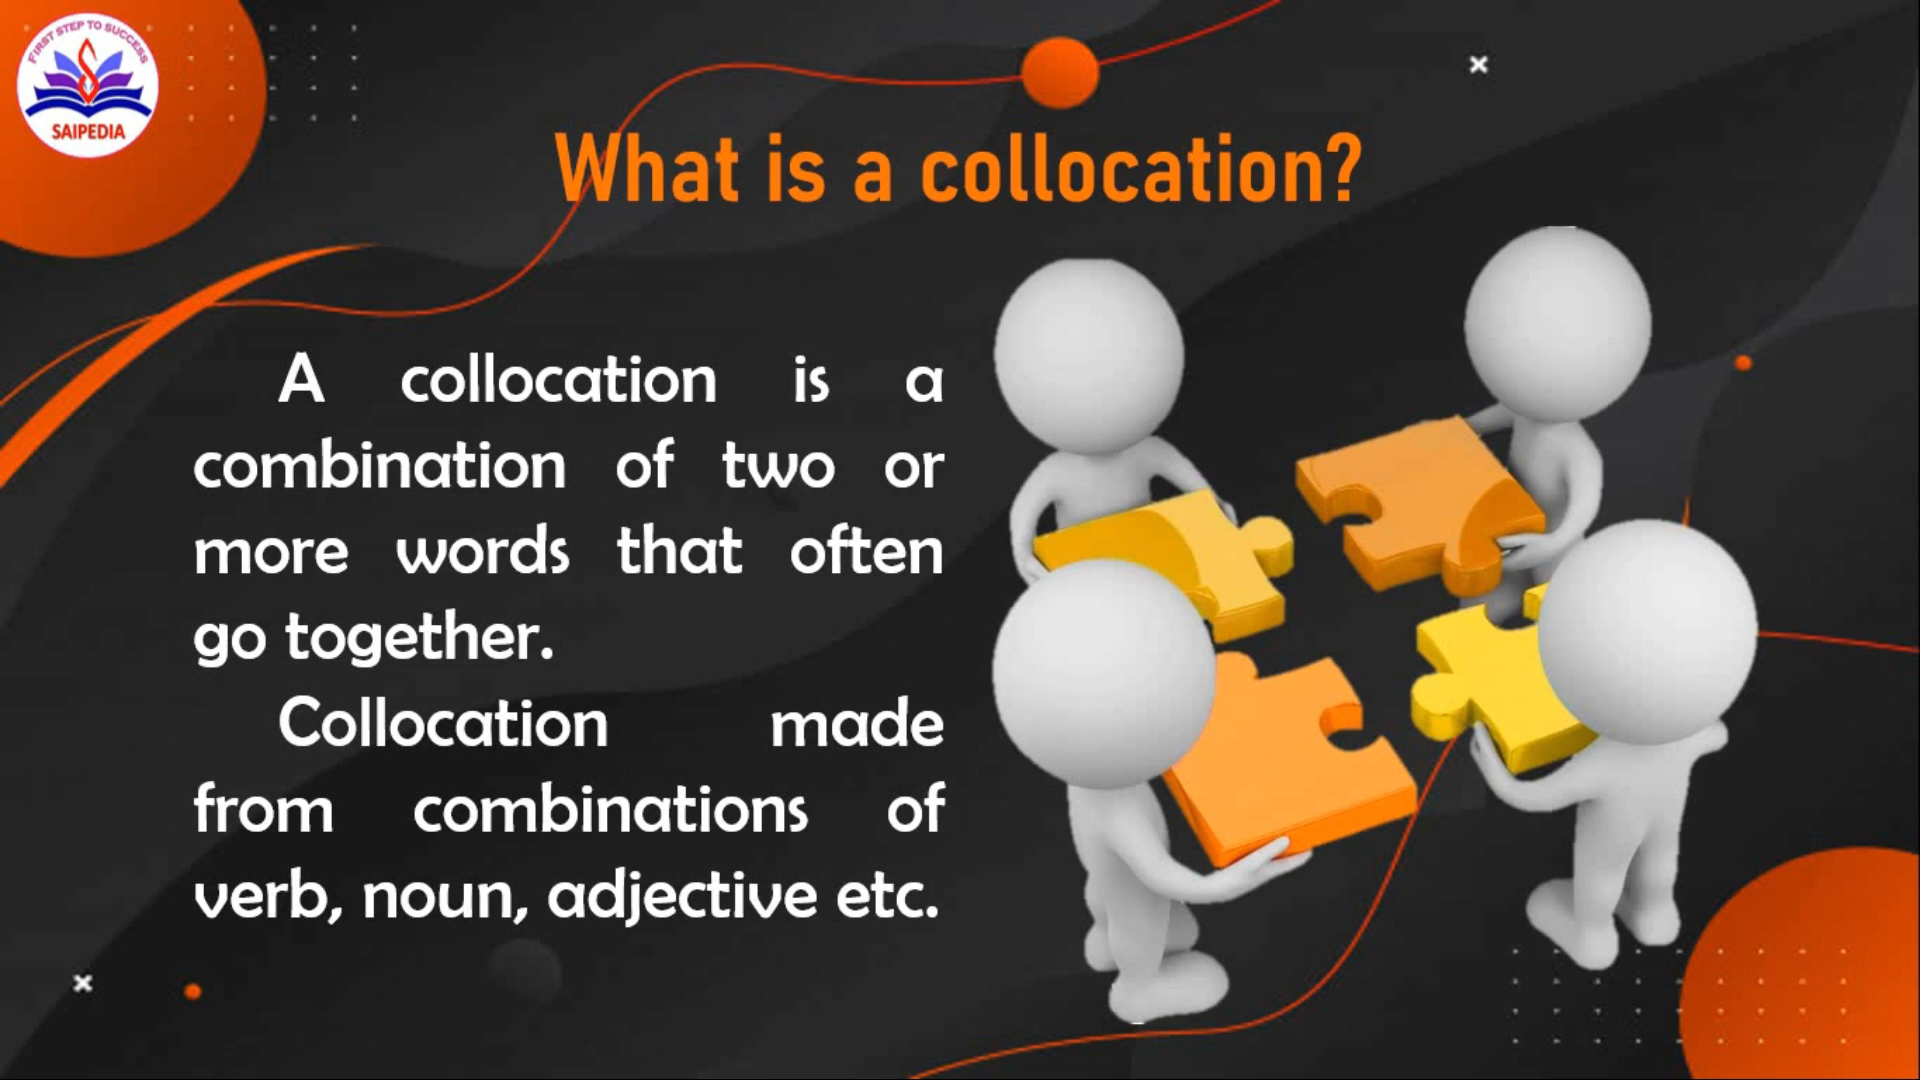 FIRST STEP TO SUCCESS
SAIPEDIA
What is a collocation?
A collocation is a
combination of two or
more words that often
go together.
Collocation made
from combinations of
verb, noun, adjective etc.